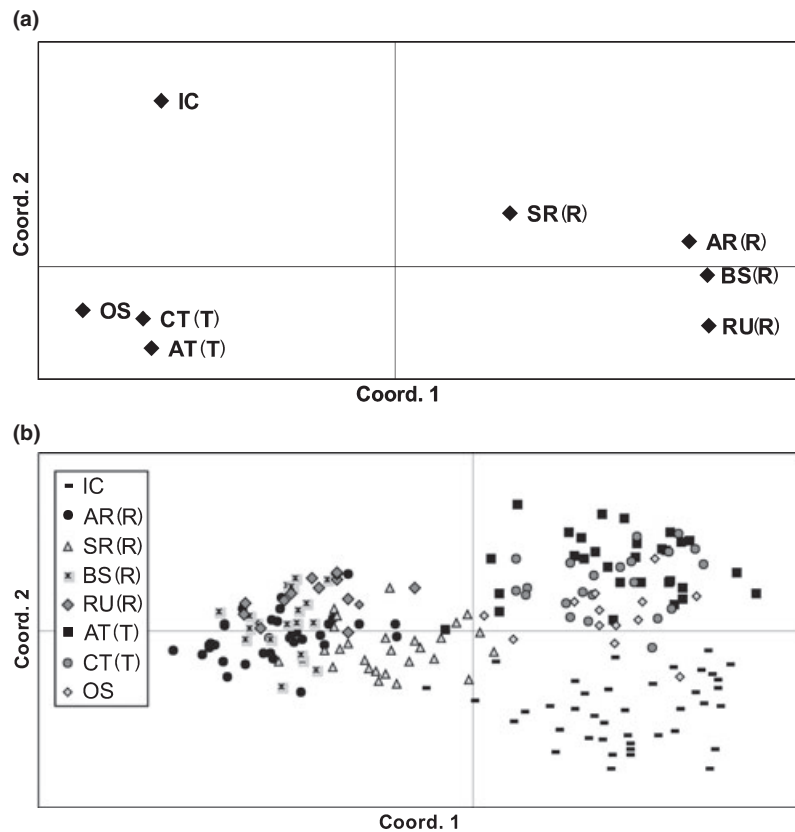 (a)
IC
SR(R)
AR(R)
BS(R)
RU(R)
OS
CT(T)
AT(T)
Coord. 2
Coord. 1
(b)
IC
AR(R)
SR(R)
BS(R)
RU(R)
AT(T)
CT(T)
OS
Coord. 2
Coord. 1